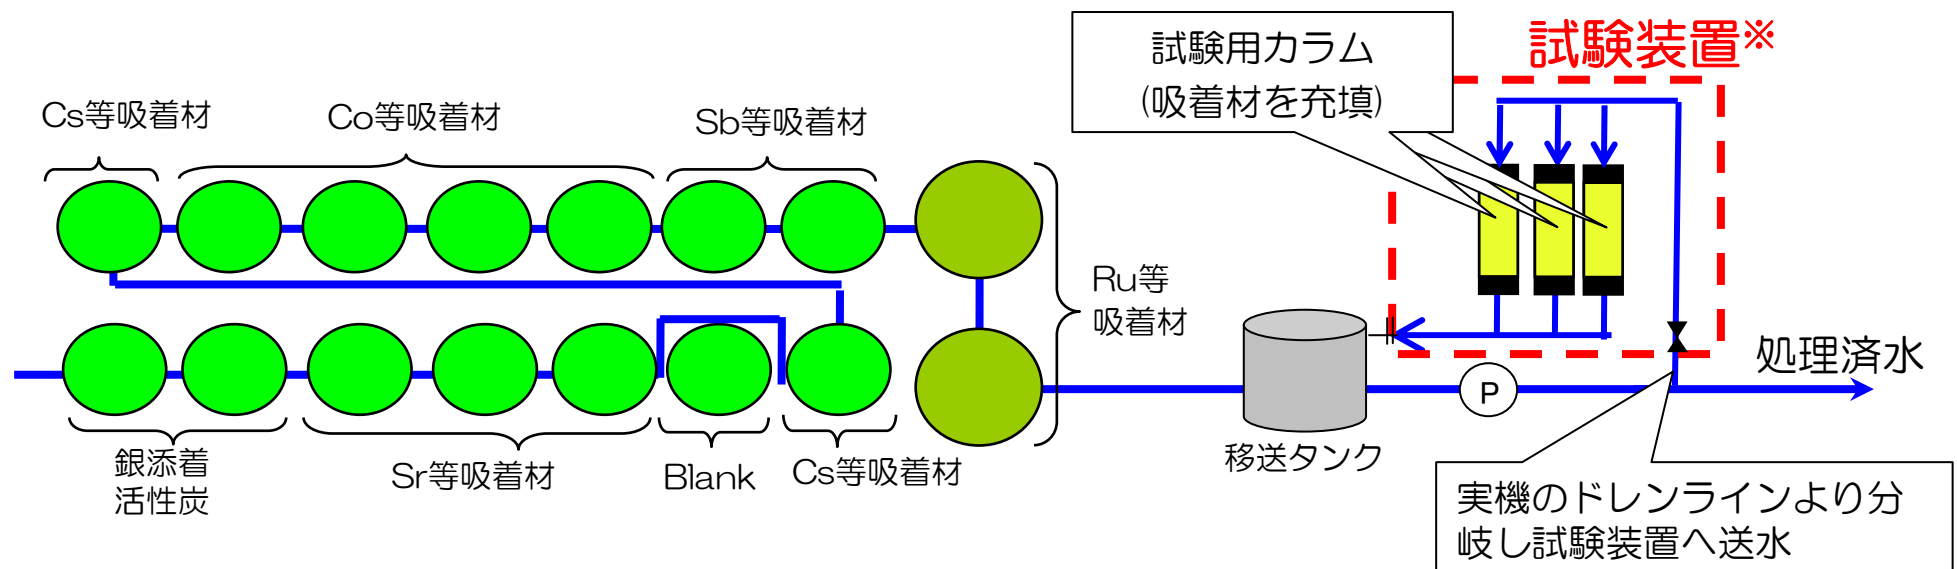 試験装置※
試験用カラム
(吸着材を充填)
Cs等吸着材
Co等吸着材
Sb等吸着材
Ru等
吸着材
処理済水
P
移送タンク
銀添着
活性炭
Sr等吸着材
Blank
Cs等吸着材
実機のドレンラインより分
岐し試験装置へ送水